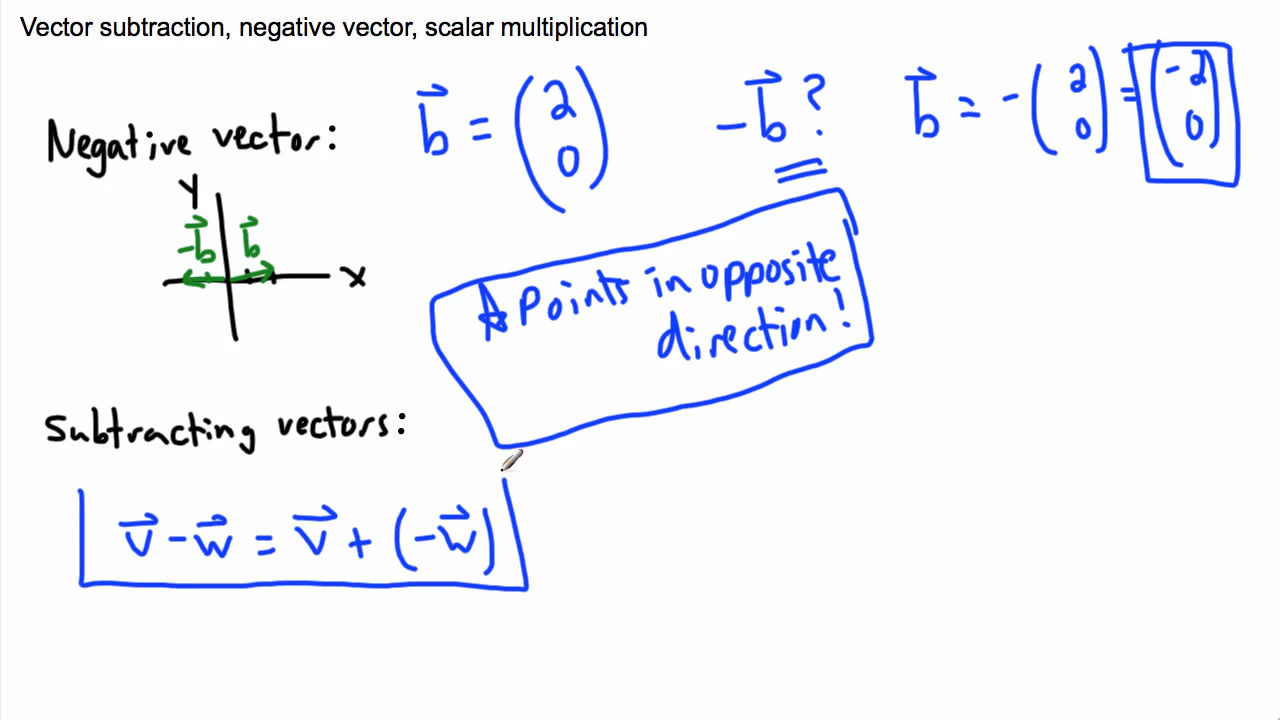 Vector subtraction, negative vector, scalar multiplication
Negative vector: b⃗ = (2 0) -b⃗ ? b⃗ = -(2 0) = (-2 0)
Y
-b⃗ b⃗
X
☆ Points in opposite
direction!
Subtracting vectors:
v⃗ - w⃗ = v⃗ + (-w⃗)